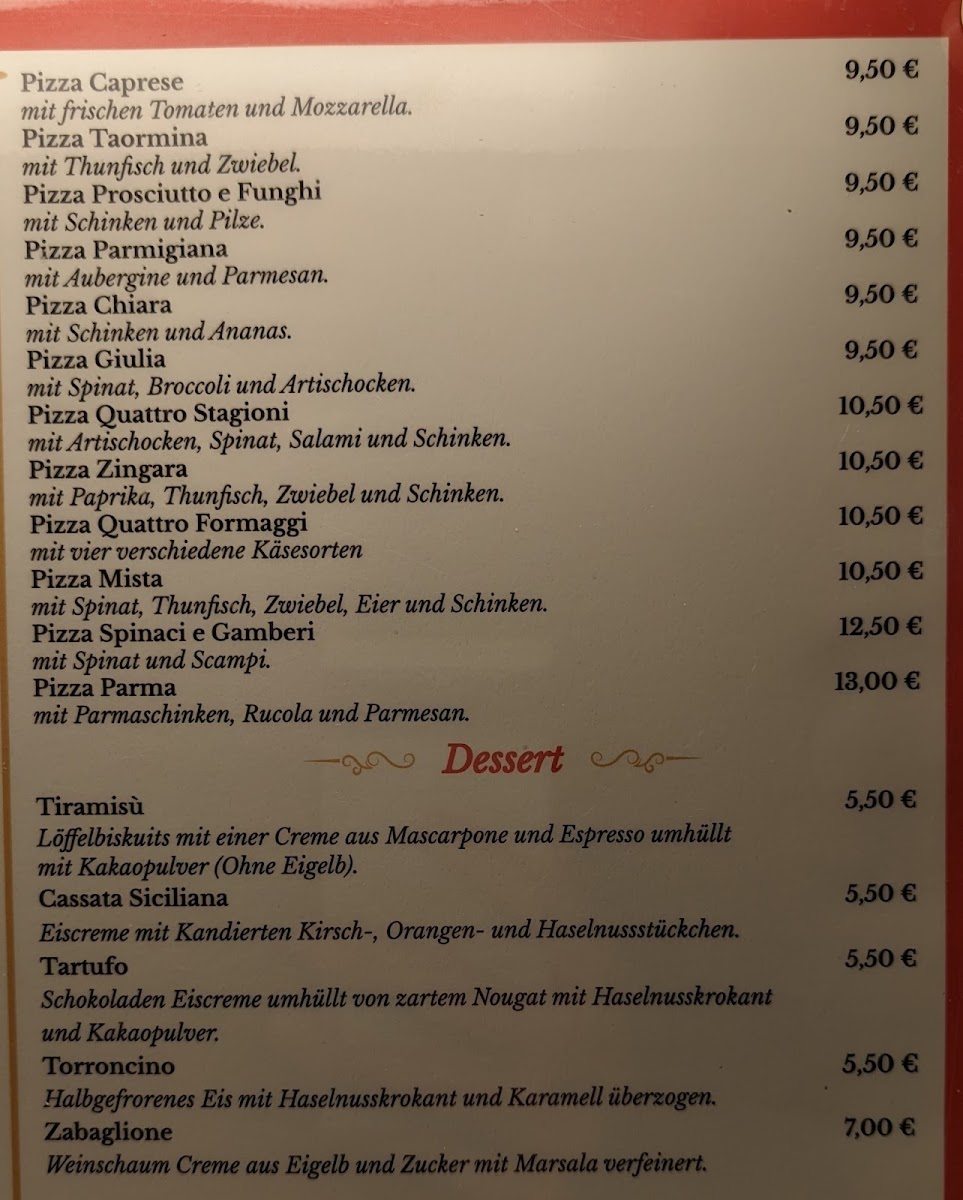 Pizza Caprese 9,50 €
mit frischen Tomaten und Mozzarella.
Pizza Taormina 9,50 €
mit Thunfisch und Zwiebel.
Pizza Prosciutto e Funghi 9,50 €
mit Schinken und Pilze.
Pizza Parmigiana 9,50 €
mit Aubergine und Parmesan.
Pizza Chiara 9,50 €
mit Schinken und Ananas.
Pizza Giulia 9,50 €
mit Spinat, Broccoli und Artischocken.
Pizza Quattro Stagioni 10,50 €
mit Artischocken, Spinat, Salami und Schinken.
Pizza Zingara 10,50 €
mit Paprika, Thunfisch, Zwiebel und Schinken.
Pizza Quattro Formaggi 10,50 €
mit vier verschiedene Käsesorten
Pizza Mista 10,50 €
mit Spinat, Thunfisch, Zwiebel, Eier und Schinken.
Pizza Spinaci e Gamberi 12,50 €
mit Spinat und Scampi.
Pizza Parma 13,00 €
mit Parmaschinken, Rucola und Parmesan.
Dessert
Tiramisù 5,50 €
Löffelbiskuits mit einer Creme aus Mascarpone und Espresso umhüllt
mit Kakaopulver (Ohne Eigelb).
Cassata Siciliana 5,50 €
Eiscreme mit Kandierten Kirsch-, Orangen- und Haselnussstückchen.
Tartufo 5,50 €
Schokoladen Eiscreme umhüllt von zartem Nougat mit Haselnusskrokant
und Kakaopulver.
Torroncino 5,50 €
Halbgefrorenes Eis mit Haselnusskrokant und Karamell überzogen.
Zabaglione 7,00 €
Weinschaum Creme aus Eigelb und Zucker mit Marsala verfeinert.